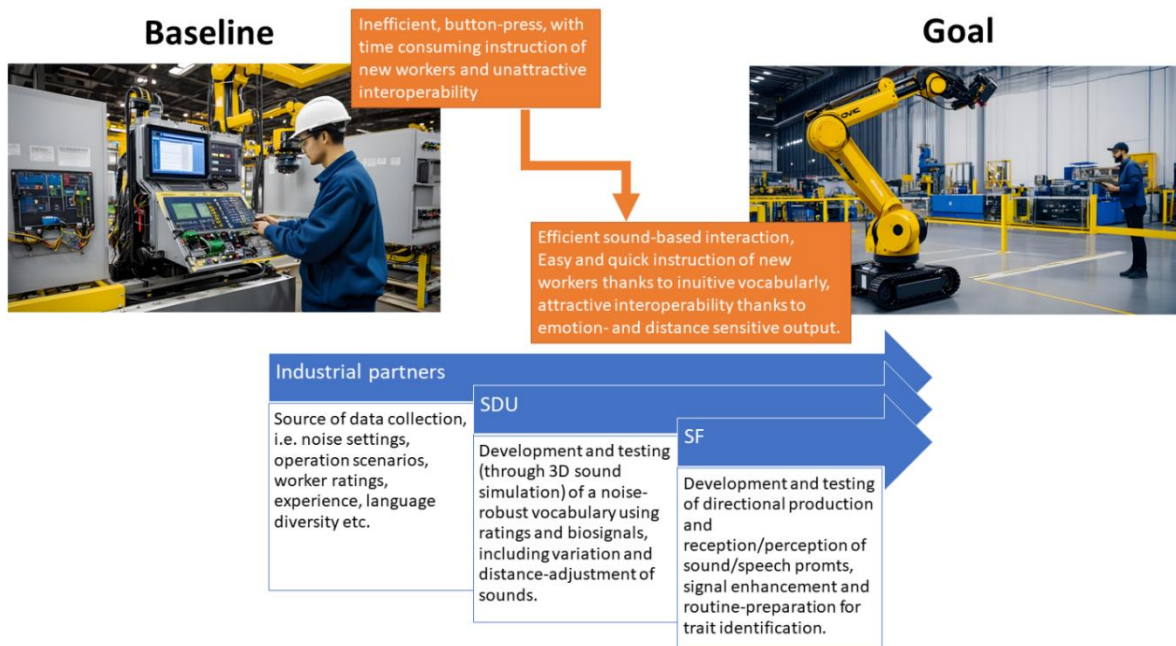 Baseline
Inefficient, button-press, with
time consuming instruction of
new workers and unattractive
interoperability
Goal
Efficient sound-based interaction,
Easy and quick instruction of new
workers thanks to inuitive vocabularly,
attractive interoperability thanks to
emotion- and distance sensitive output.
Industrial partners
Source of data collection,
i.e. noise settings,
operation scenarios,
worker ratings,
experience, language
diversity etc.
SDU
Development and testing
(through 3D sound
simulation) of a noise-
robust vocabulary using
ratings and biosignals,
including variation and
distance-adjustment of
sounds.
SF
Development and testing
of directional production
and
reception/perception of
sound/speech promts,
signal enhancement and
routine-preparation for
trait identification.